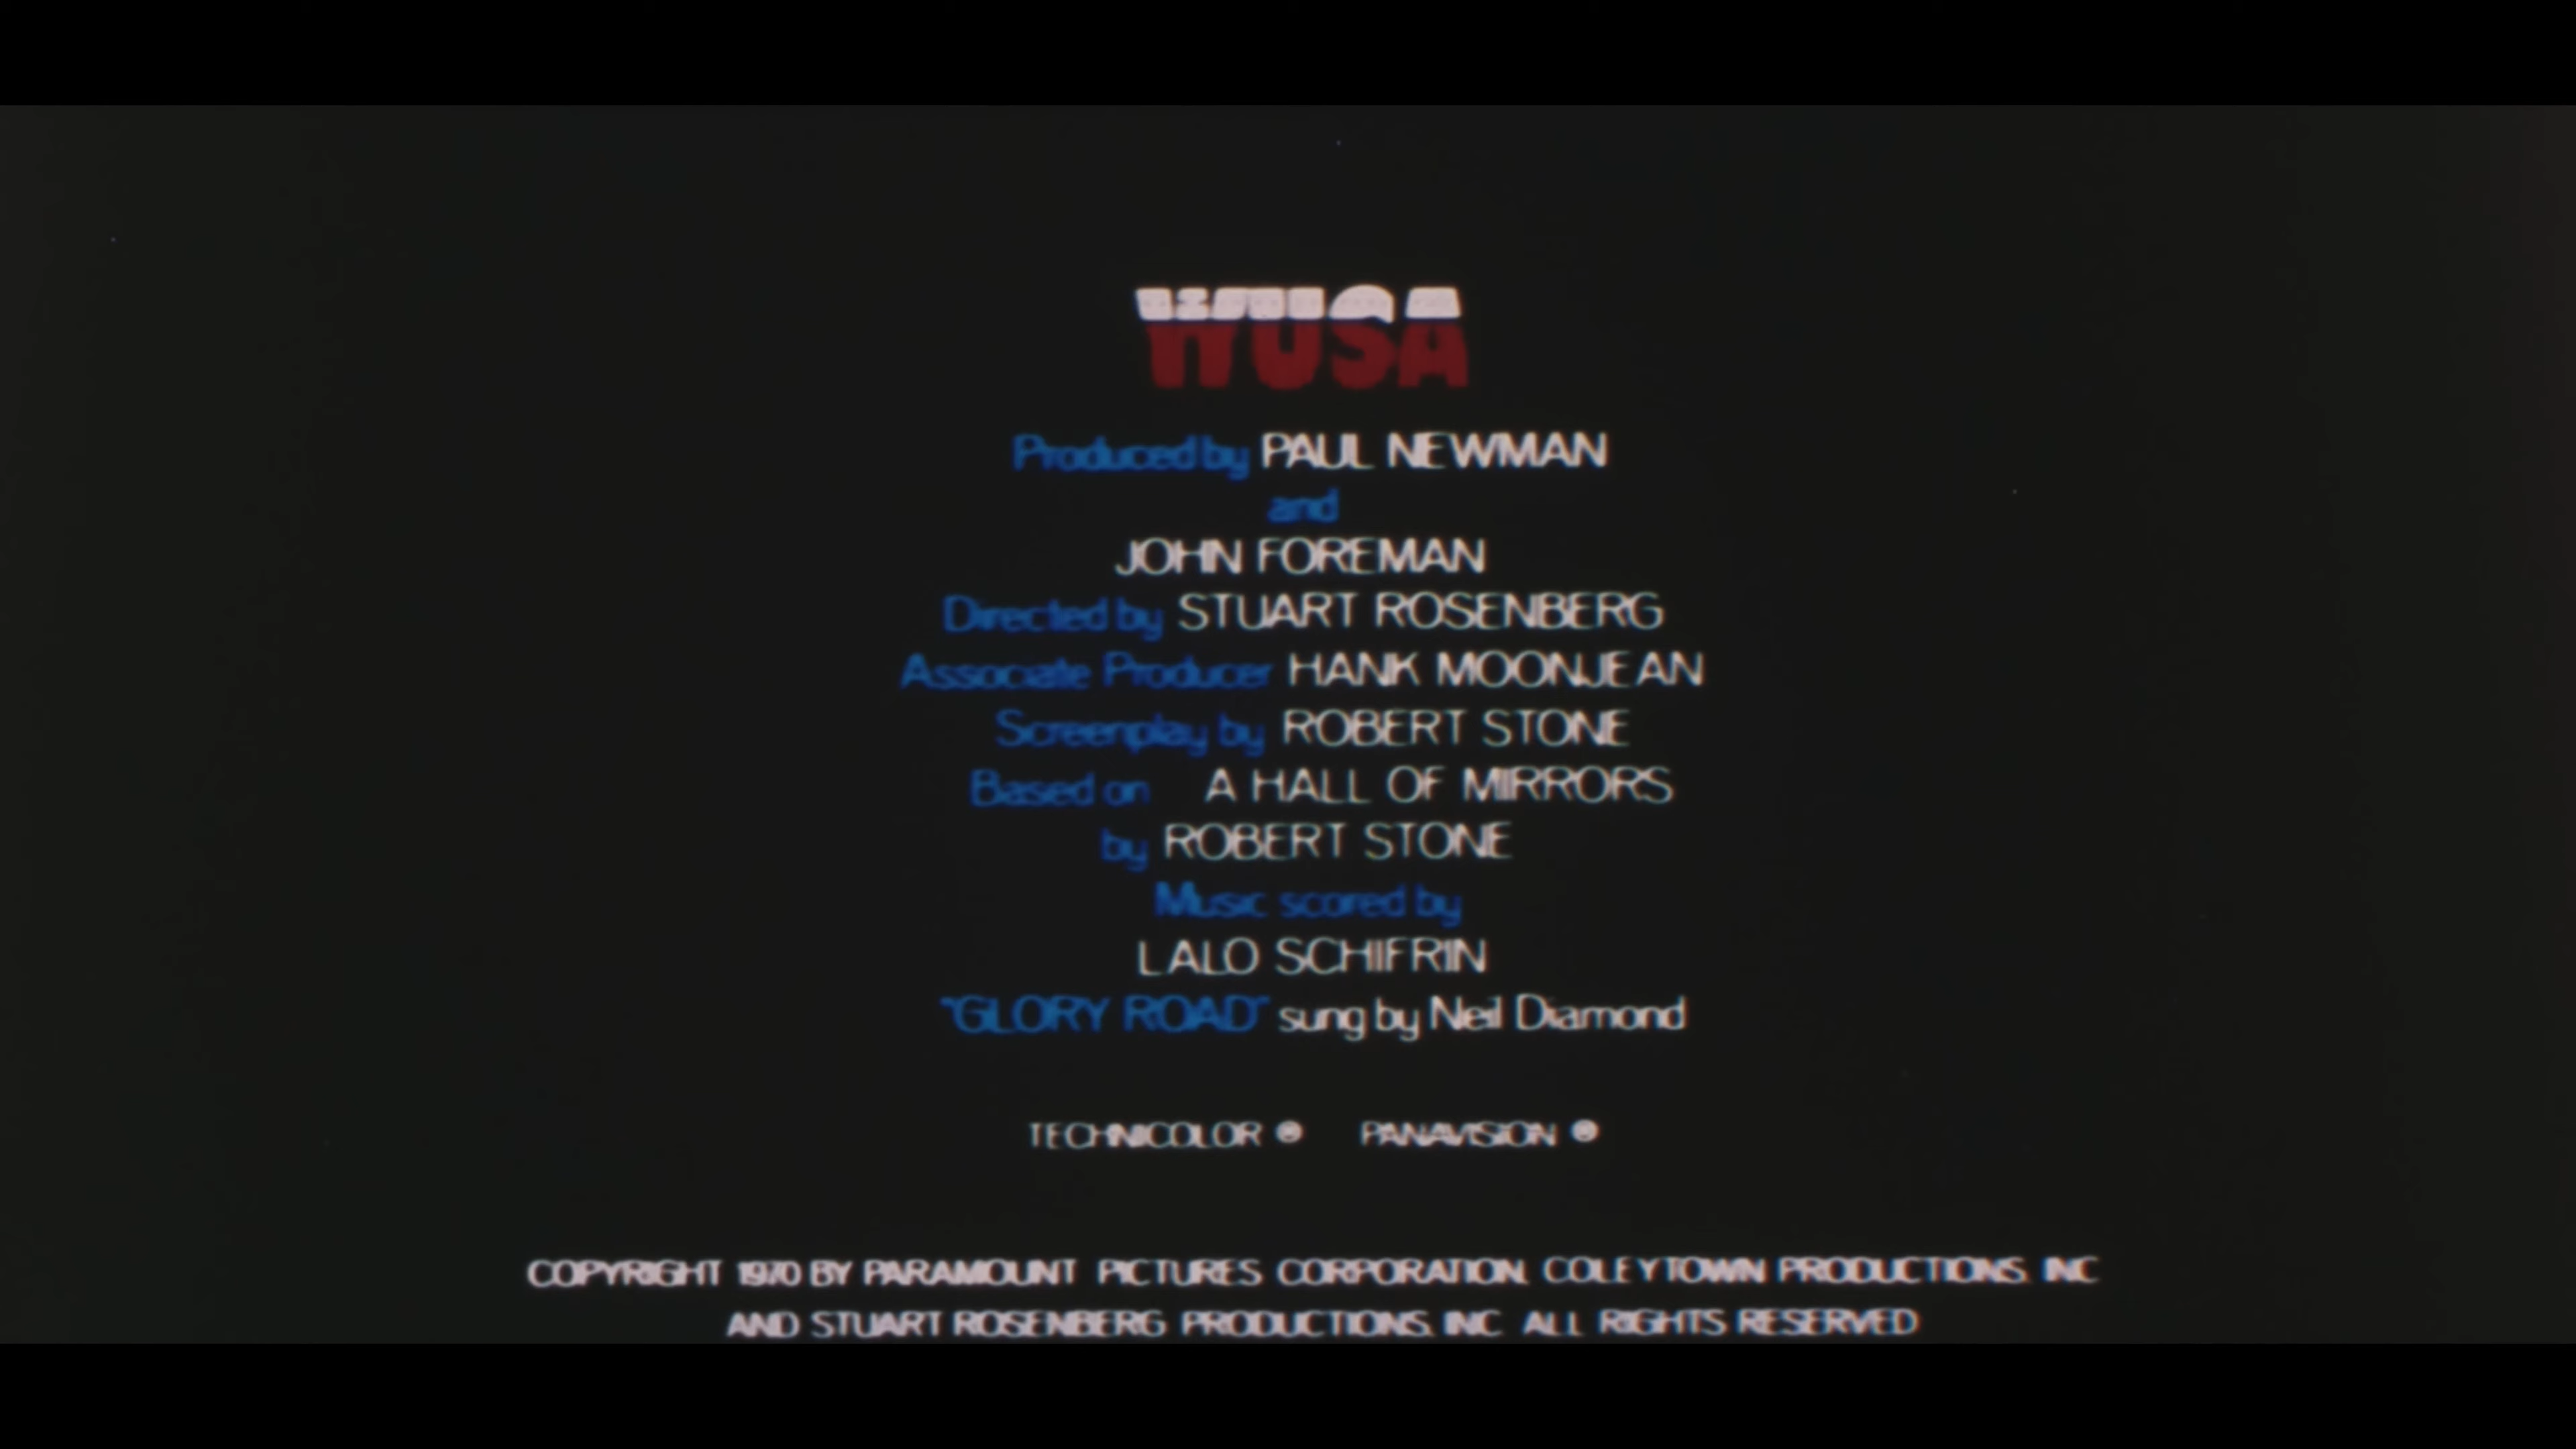 WUSA
Produced by PAUL NEWMAN
and
JOHN FOREMAN
Directed by STUART ROSENBERG
Associate Producer HANK MOONJEAN
Screenplay by ROBERT STONE
Based on A HALL OF MIRRORS
by ROBERT STONE
Music scored by
LALO SCHIFRIN
"GLORY ROAD" sung by Neil Diamond
TECHNICOLOR ® PANAVISION ®
COPYRIGHT 1970 BY PARAMOUNT PICTURES CORPORATION, COLEYTOWN PRODUCTIONS, INC
AND STUART ROSENBERG PRODUCTIONS, INC ALL RIGHTS RESERVED